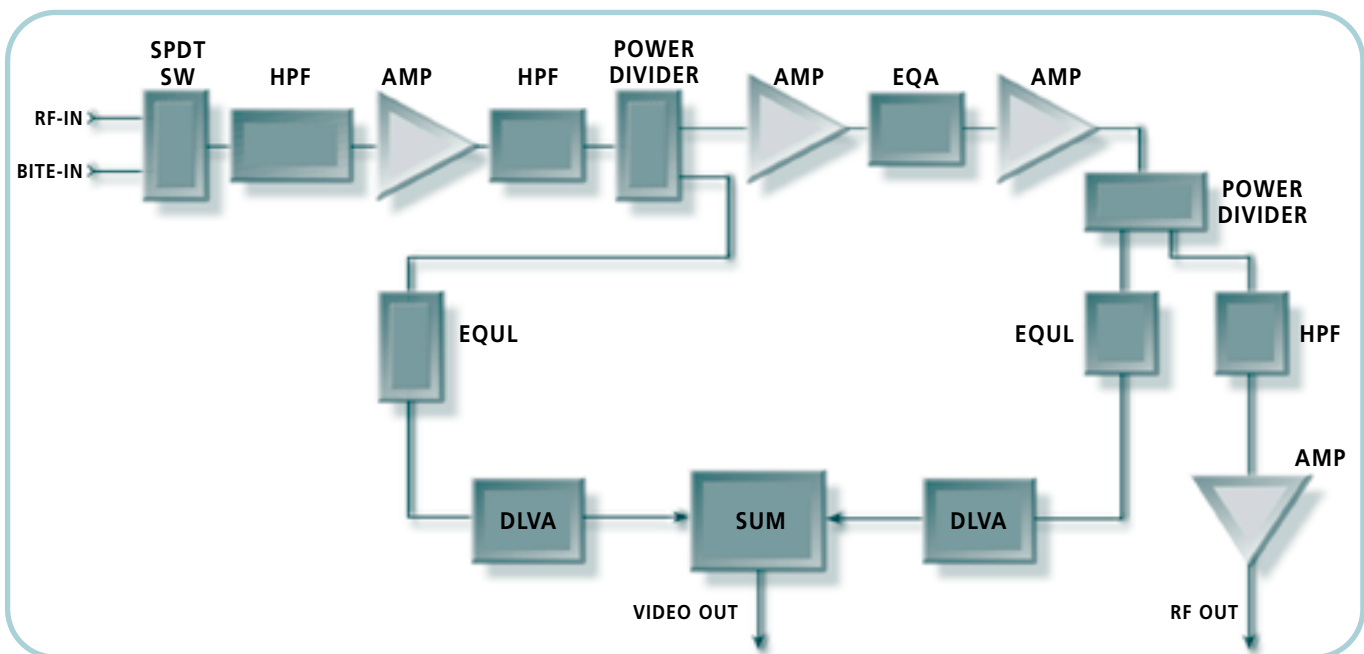 SPDT
SW
HPF
AMP
HPF
POWER
DIVIDER
AMP
EQA
AMP
RF-IN
BITE-IN
POWER
DIVIDER
EQUL
EQUL
HPF
AMP
DLVA
SUM
DLVA
VIDEO OUT
RF OUT